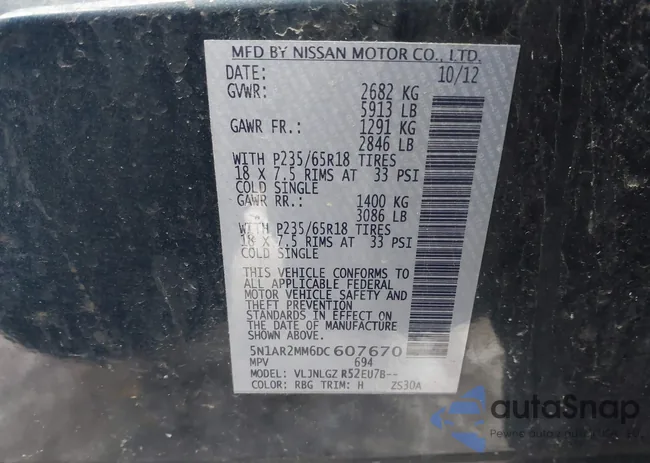 MFD BY NISSAN MOTOR CO., LTD.
DATE: 10/12
GVWR: 2682 KG
5913 LB
GAWR FR.: 1291 KG
2846 LB
WITH P235/65R18 TIRES
18 X 7.5 RIMS AT 33 PSI
COLD SINGLE
GAWR RR.: 1400 KG
3086 LB
WITH P235/65R18 TIRES
18 X 7.5 RIMS AT 33 PSI
COLD SINGLE
THIS VEHICLE CONFORMS TO
ALL APPLICABLE FEDERAL
MOTOR VEHICLE SAFETY AND
THEFT PREVENTION
STANDARDS IN EFFECT ON
THE DATE OF MANUFACTURE
SHOWN ABOVE.
5N1AR2MM6DC607670
MPV 694
MODEL: VLJNLGZ R52EU7B--
COLOR: RBG TRIM: H ZS30A
autoSnap
Pewne auta z